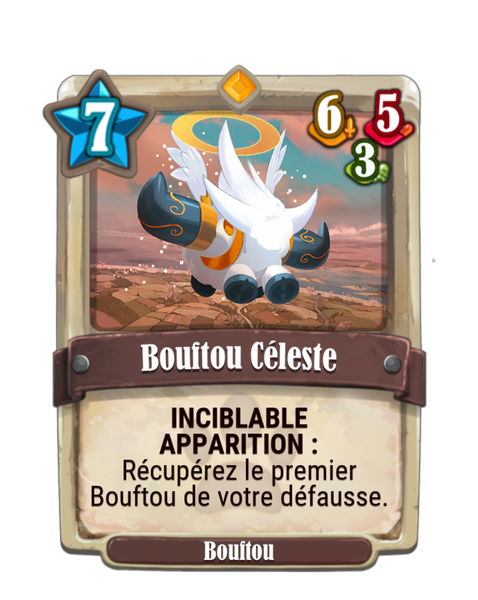 7
6
5
3
Bouftou Céleste
INCIBLABLE
APPARITION :
Récupérez le premier
Bouftou de votre défausse.
Bouftou